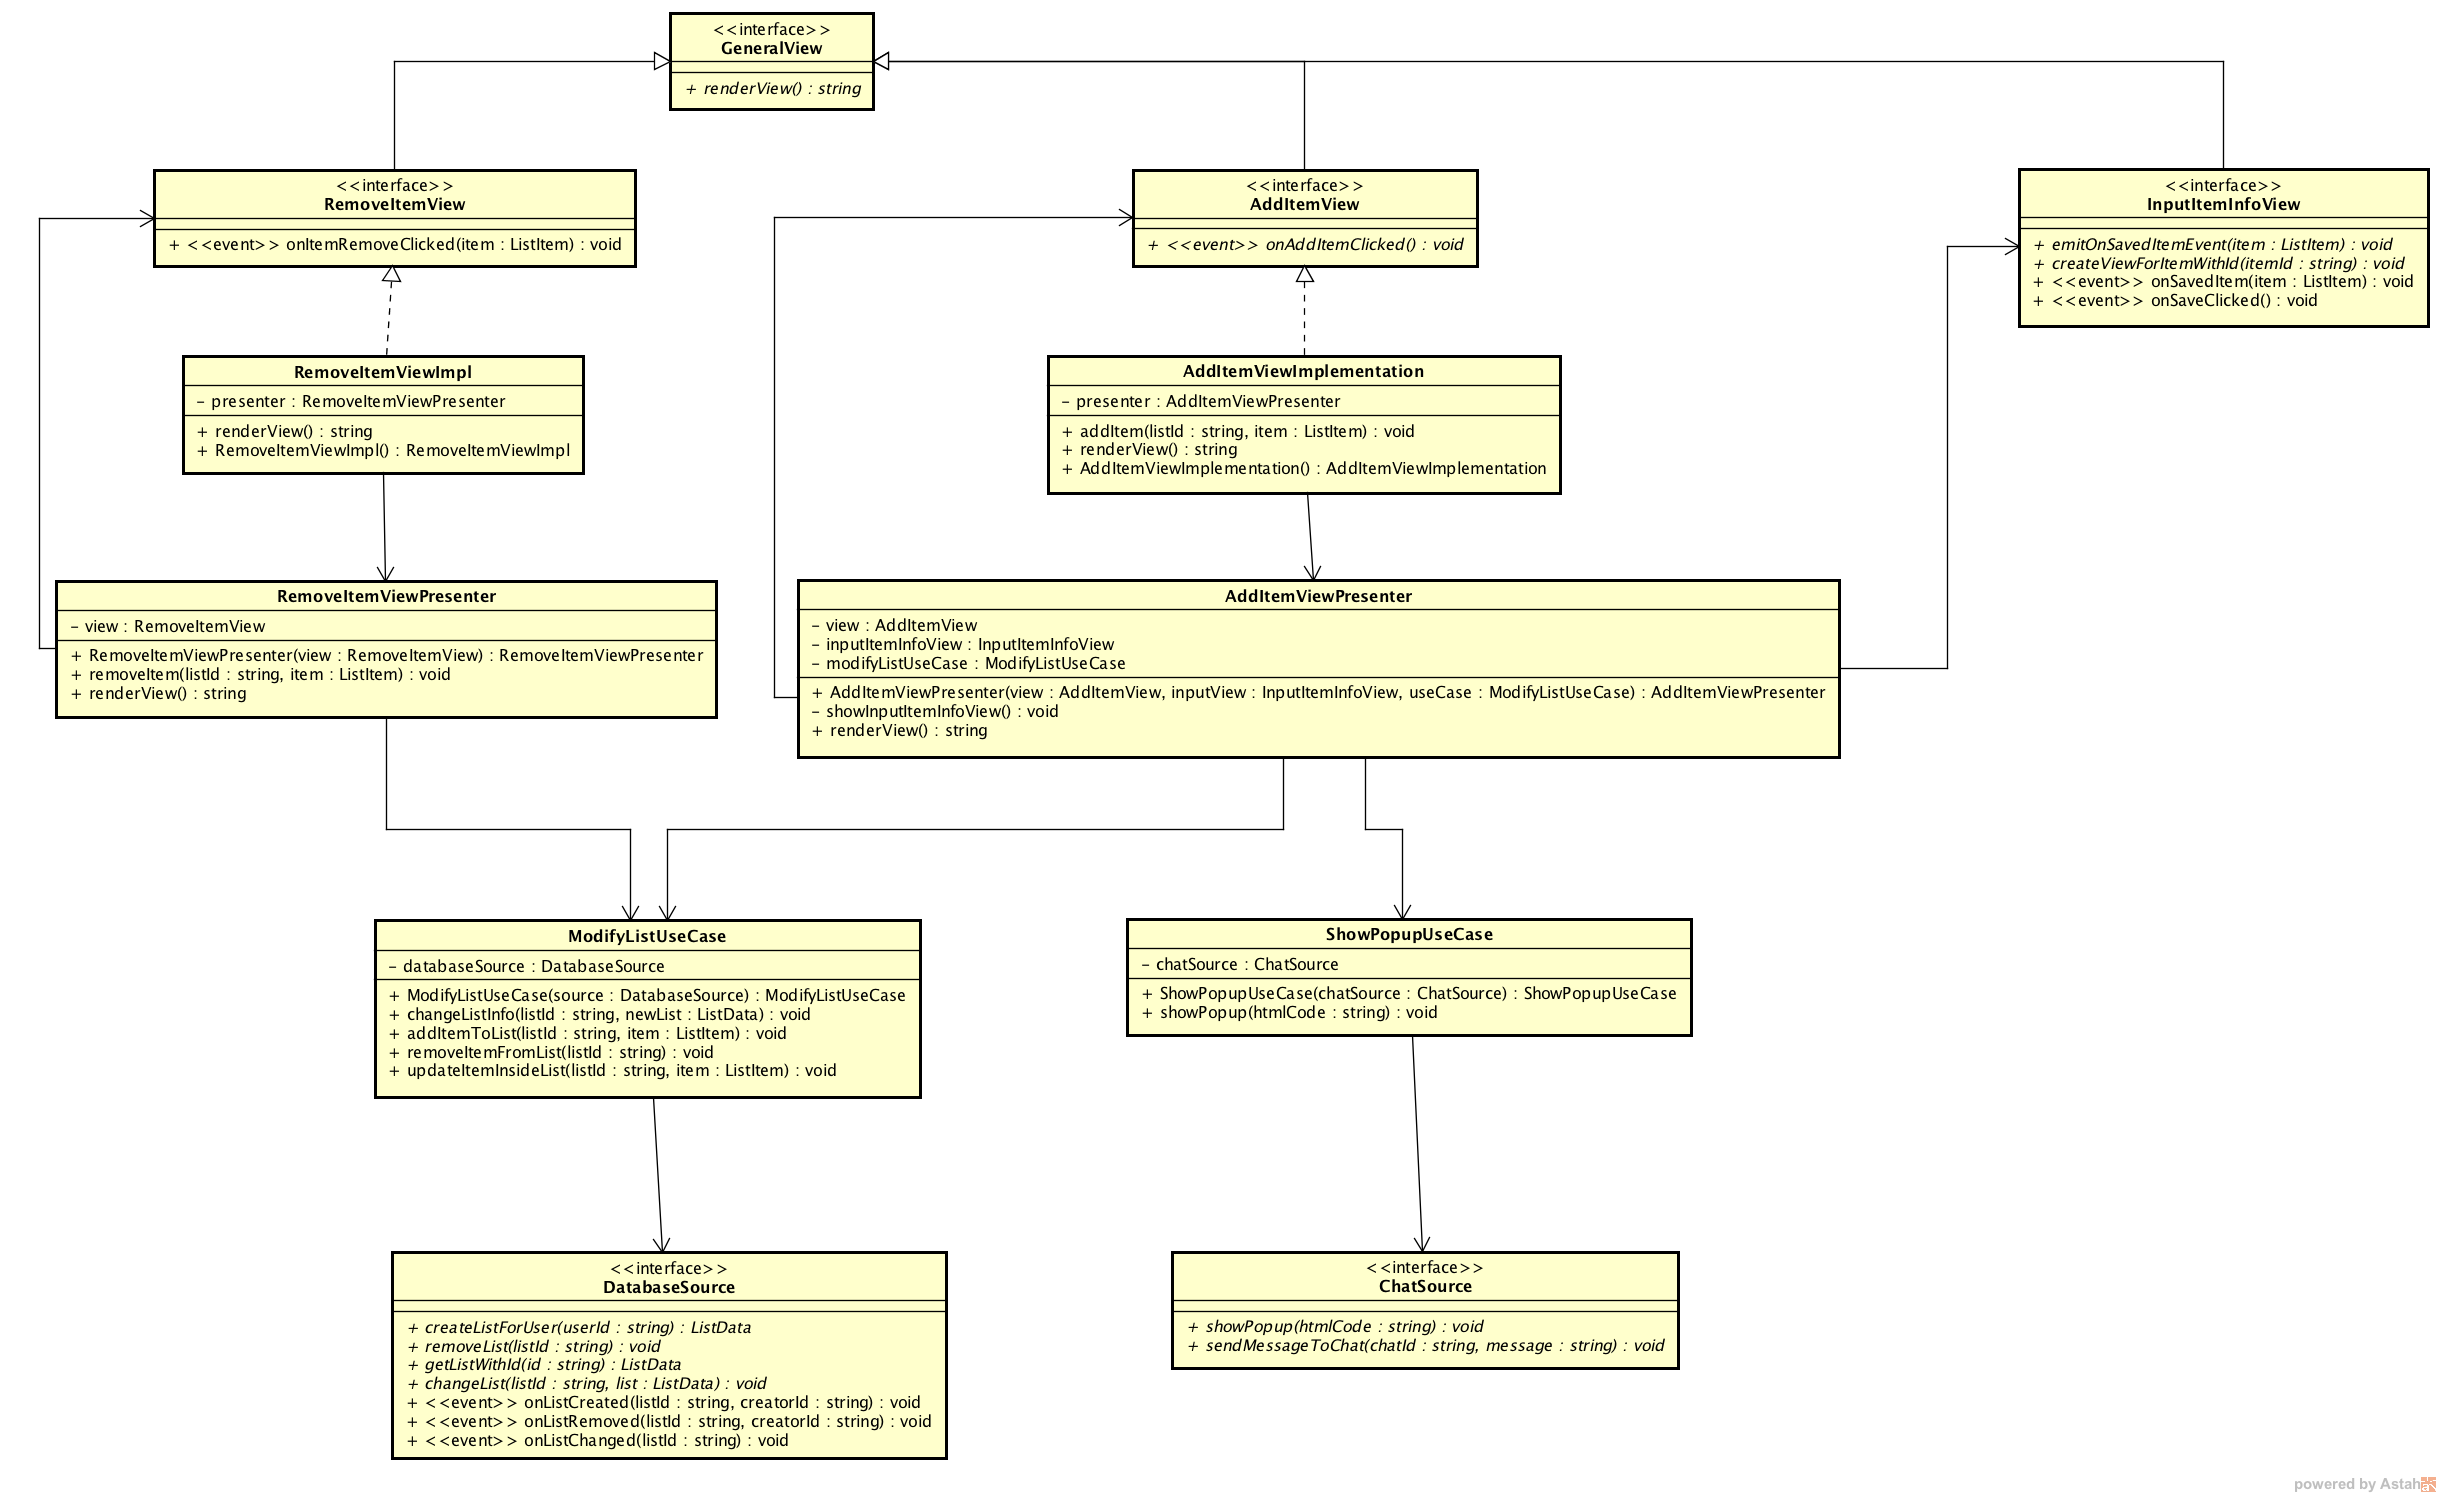 <<interface>>
GeneralView
+ renderView() : string
<<interface>>
RemoveItemView
+ <<event>> onItemRemoveClicked(item : ListItem) : void
<<interface>>
AddItemView
+ <<event>> onAddItemClicked() : void
<<interface>>
InputItemInfoView
+ emitOnSavedItemEvent(item : ListItem) : void
+ createViewForItemWithId(itemId : string) : void
+ <<event>> onSavedItem(item : ListItem) : void
+ <<event>> onSaveClicked() : void
RemoveItemViewImpl
- presenter : RemoveItemViewPresenter
+ renderView() : string
+ RemoveItemViewImpl() : RemoveItemViewImpl
AddItemViewImplementation
- presenter : AddItemViewPresenter
+ addItem(listId : string, item : ListItem) : void
+ renderView() : string
+ AddItemViewImplementation() : AddItemViewImplementation
RemoveItemViewPresenter
- view : RemoveItemView
+ RemoveItemViewPresenter(view : RemoveItemView) : RemoveItemViewPresenter
+ removeItem(listId : string, item : ListItem) : void
+ renderView() : string
AddItemViewPresenter
- view : AddItemView
- inputItemInfoView : InputItemInfoView
- modifyListUseCase : ModifyListUseCase
+ AddItemViewPresenter(view : AddItemView, inputView : InputItemInfoView, useCase : ModifyListUseCase) : AddItemViewPresenter
- showInputItemInfoView() : void
+ renderView() : string
ModifyListUseCase
- databaseSource : DatabaseSource
+ ModifyListUseCase(source : DatabaseSource) : ModifyListUseCase
+ changeListInfo(listId : string, newList : ListData) : void
+ addItemToList(listId : string, item : ListItem) : void
+ removeItemFromList(listId : string) : void
+ updateItemInsideList(listId : string, item : ListItem) : void
ShowPopupUseCase
- chatSource : ChatSource
+ ShowPopupUseCase(chatSource : ChatSource) : ShowPopupUseCase
+ showPopup(htmlCode : string) : void
<<interface>>
DatabaseSource
+ createListForUser(userId : string) : ListData
+ removeList(listId : string) : void
+ getListWithId(id : string) : ListData
+ changeList(listId : string, list : ListData) : void
+ <<event>> onListCreated(listId : string, creatorId : string) : void
+ <<event>> onListRemoved(listId : string, creatorId : string) : void
+ <<event>> onListChanged(listId : string) : void
<<interface>>
ChatSource
+ showPopup(htmlCode : string) : void
+ sendMessageToChat(chatId : string, message : string) : void
powered by Astah